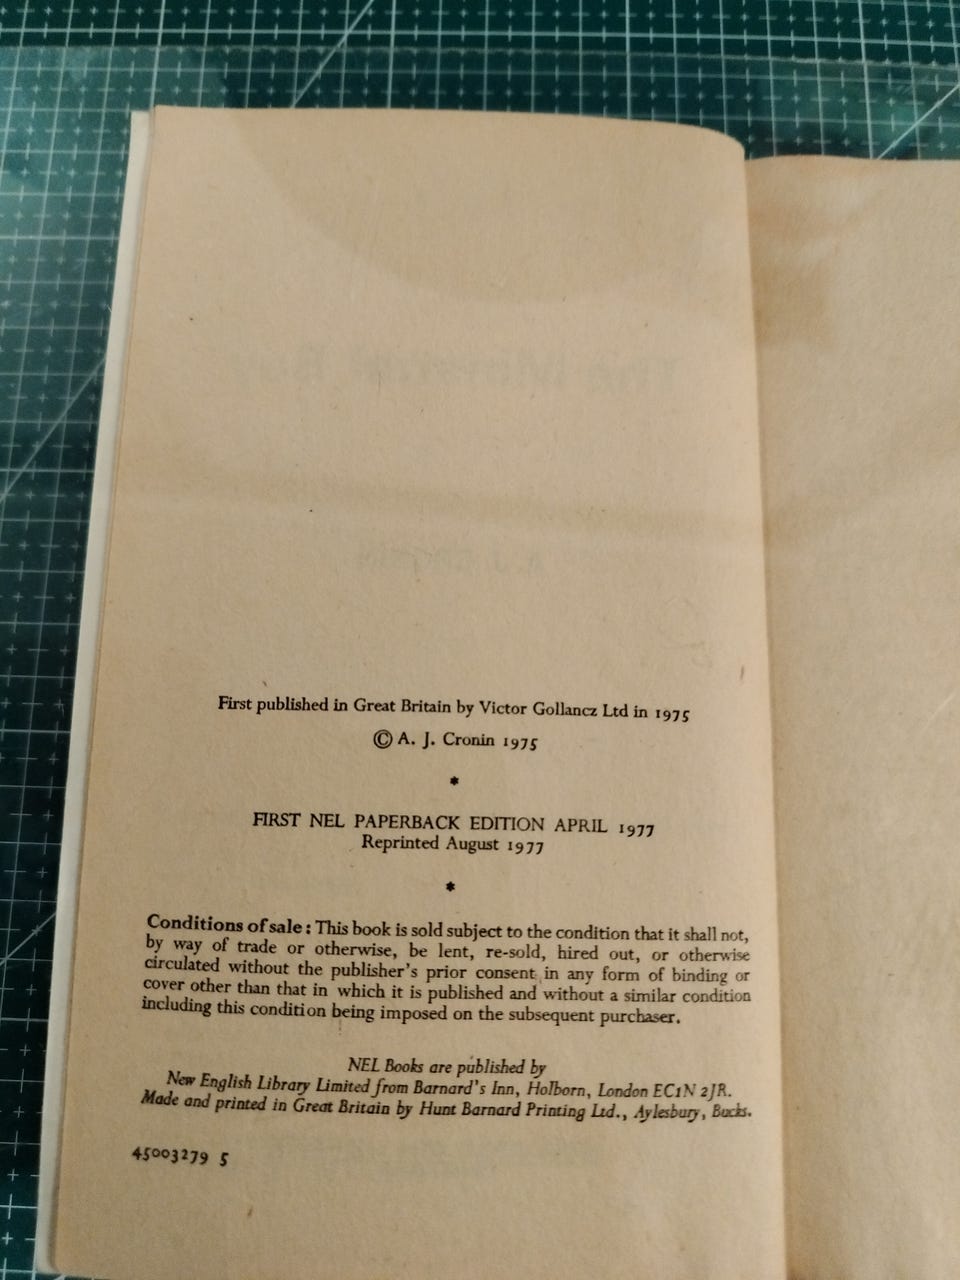 First published in Great Britain by Victor Gollancz Ltd in 1975
© A. J. Cronin 1975
*
FIRST NEL PAPERBACK EDITION APRIL 1977
Reprinted August 1977
*
Conditions of sale: This book is sold subject to the condition that it shall not,
by way of trade or otherwise, be lent, re-sold, hired out, or otherwise
circulated without the publisher's prior consent in any form of binding or
cover other than that in which it is published and without a similar condition
including this condition being imposed on the subsequent purchaser.
NEL Books are published by
New English Library Limited from Barnard's Inn, Holborn, London EC1N 2JR.
Made and printed in Great Britain by Hunt Barnard Printing Ltd., Aylesbury, Bucks.
45003279 5